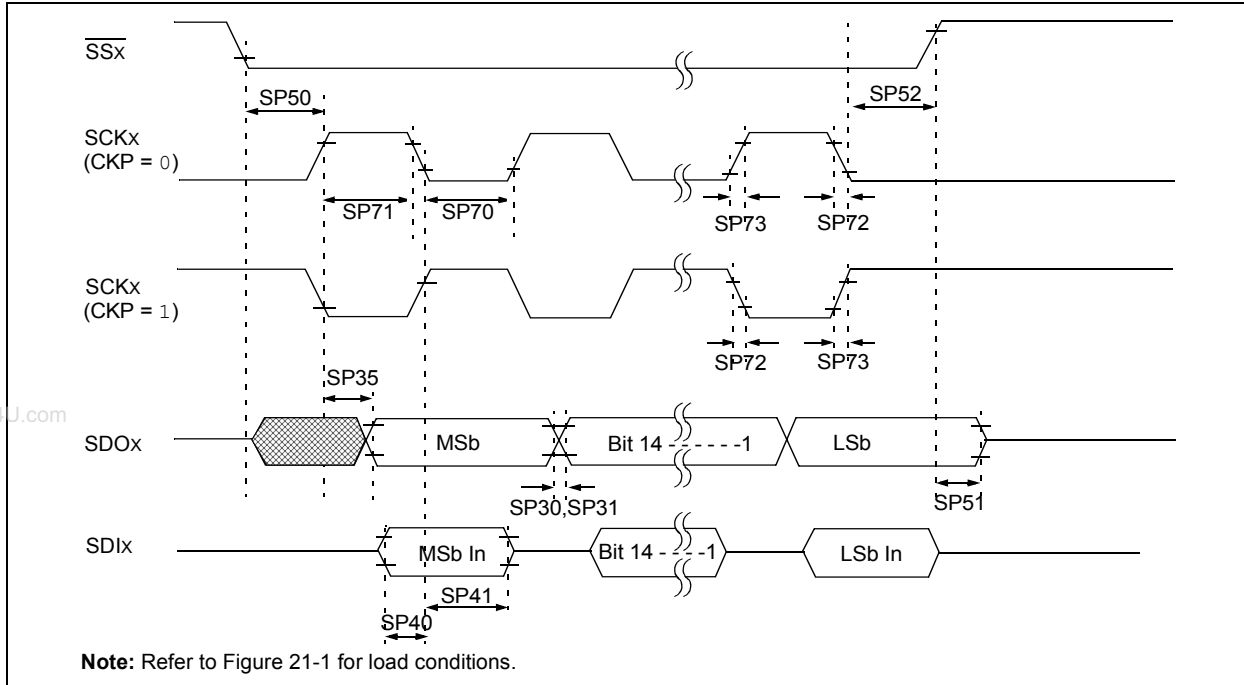 SSx
SP50
SP52
SCKx
(CKP = 0)
SP71
SP70
SP73
SP72
SCKx
(CKP = 1)
SP72
SP73
SP35
4U.com
SDOx
MSb
Bit 14 - - - - - -1
LSb
SP30,SP31
SP51
SDIx
MSb In
Bit 14 - - - -1
LSb In
SP41
SP40
Note: Refer to Figure 21-1 for load conditions.